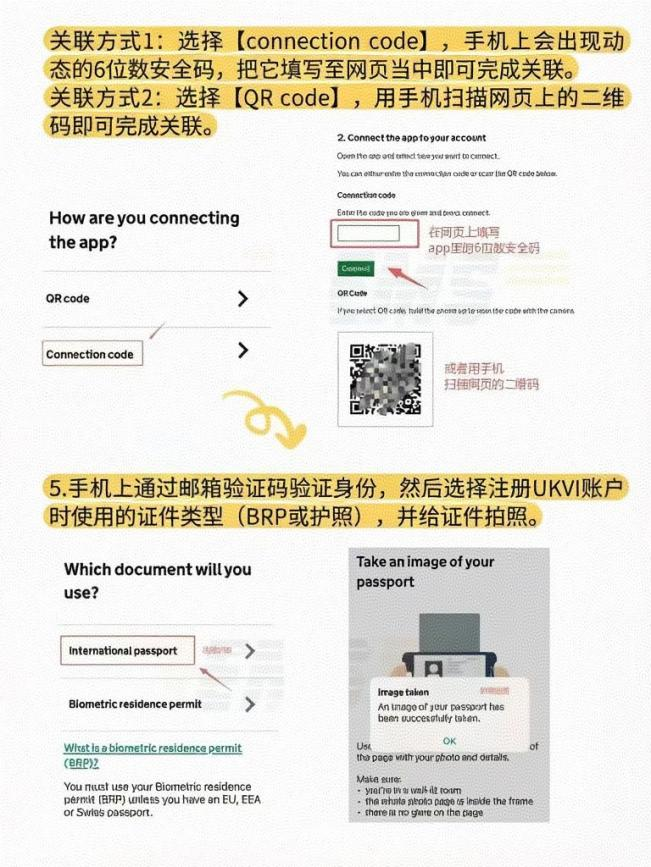 关联方式1：选择【connection code】，手机上会出现动
态的6位数安全码，把它填写至网页当中即可完成关联。
关联方式2：选择【QR code】，用手机扫描网页上的二维
码即可完成关联。
How are you connecting
the app?
QR code
Connection code
2. Connect the app to your account
Open the app and select how you want to connect.
You can either enter the connection code or scan the QR code below.
Connection code
Enter the code you are given and press connect.
在网页上填写
app里的6位数安全码
Connect
QR Code
If you select QR code, hold the phone up to scan the code with the camera.
或者用手机
扫描网页的二维码
5.手机上通过邮箱验证码验证身份，然后选择注册UKVI账户
时使用的证件类型（BRP或护照），并给证件拍照。
Which document will you
use?
International passport
Biometric residence permit
What is a biometric residence permit
(BRP)?
You must use your Biometric residence
permit (BRP) unless you have an EU, EEA
or Swiss passport.
Take an image of your
passport
Image taken
An image of your passport has
been successfully taken.
OK
of
the page with your photo and details.
Make sure:
- you're in a well-lit room
- the whole photo page is inside the frame
- there is no glare on the page